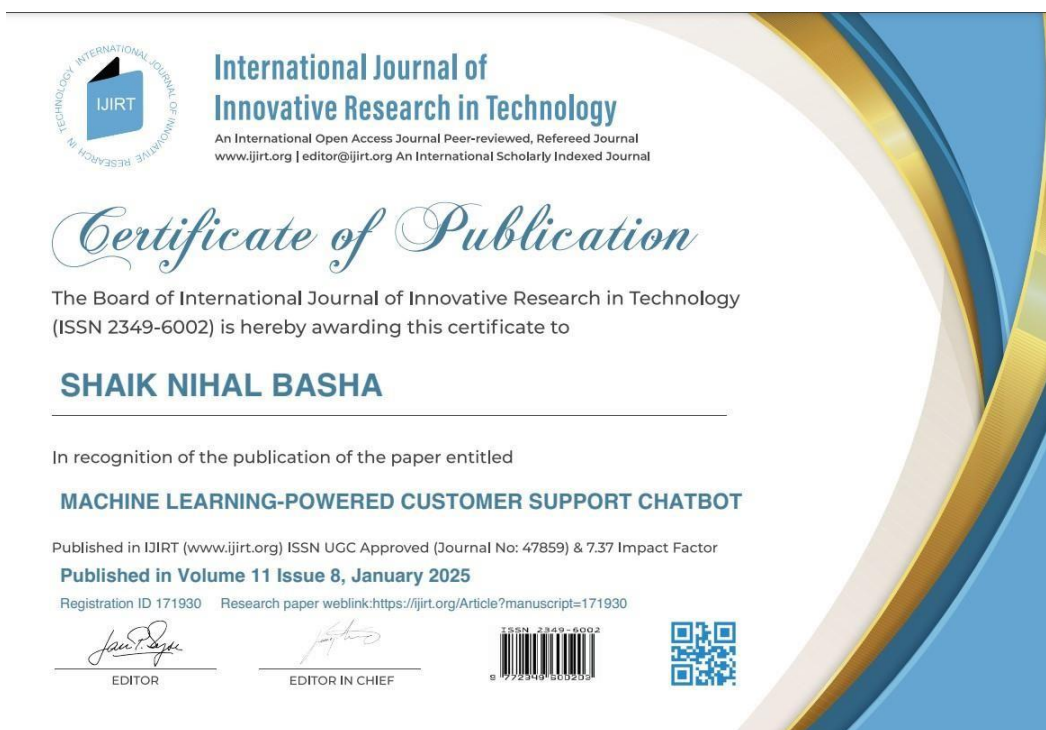 INTERNATIONAL JOURNAL OF INNOVATIVE RESEARCH IN TECHNOLOGY
IJIRT
International Journal of
Innovative Research in Technology
An International Open Access Journal Peer-reviewed, Refereed Journal
www.ijirt.org | editor@ijirt.org An International Scholarly Indexed Journal
Certificate of Publication
The Board of International Journal of Innovative Research in Technology
(ISSN 2349-6002) is hereby awarding this certificate to
SHAIK NIHAL BASHA
In recognition of the publication of the paper entitled
MACHINE LEARNING-POWERED CUSTOMER SUPPORT CHATBOT
Published in IJIRT (www.ijirt.org) ISSN UGC Approved (Journal No: 47859) & 7.37 Impact Factor
Published in Volume 11 Issue 8, January 2025
Registration ID 171930 Research paper weblink:https://ijirt.org/Article?manuscript=171930
ISSN 2349-6002
EDITOR
EDITOR IN CHIEF